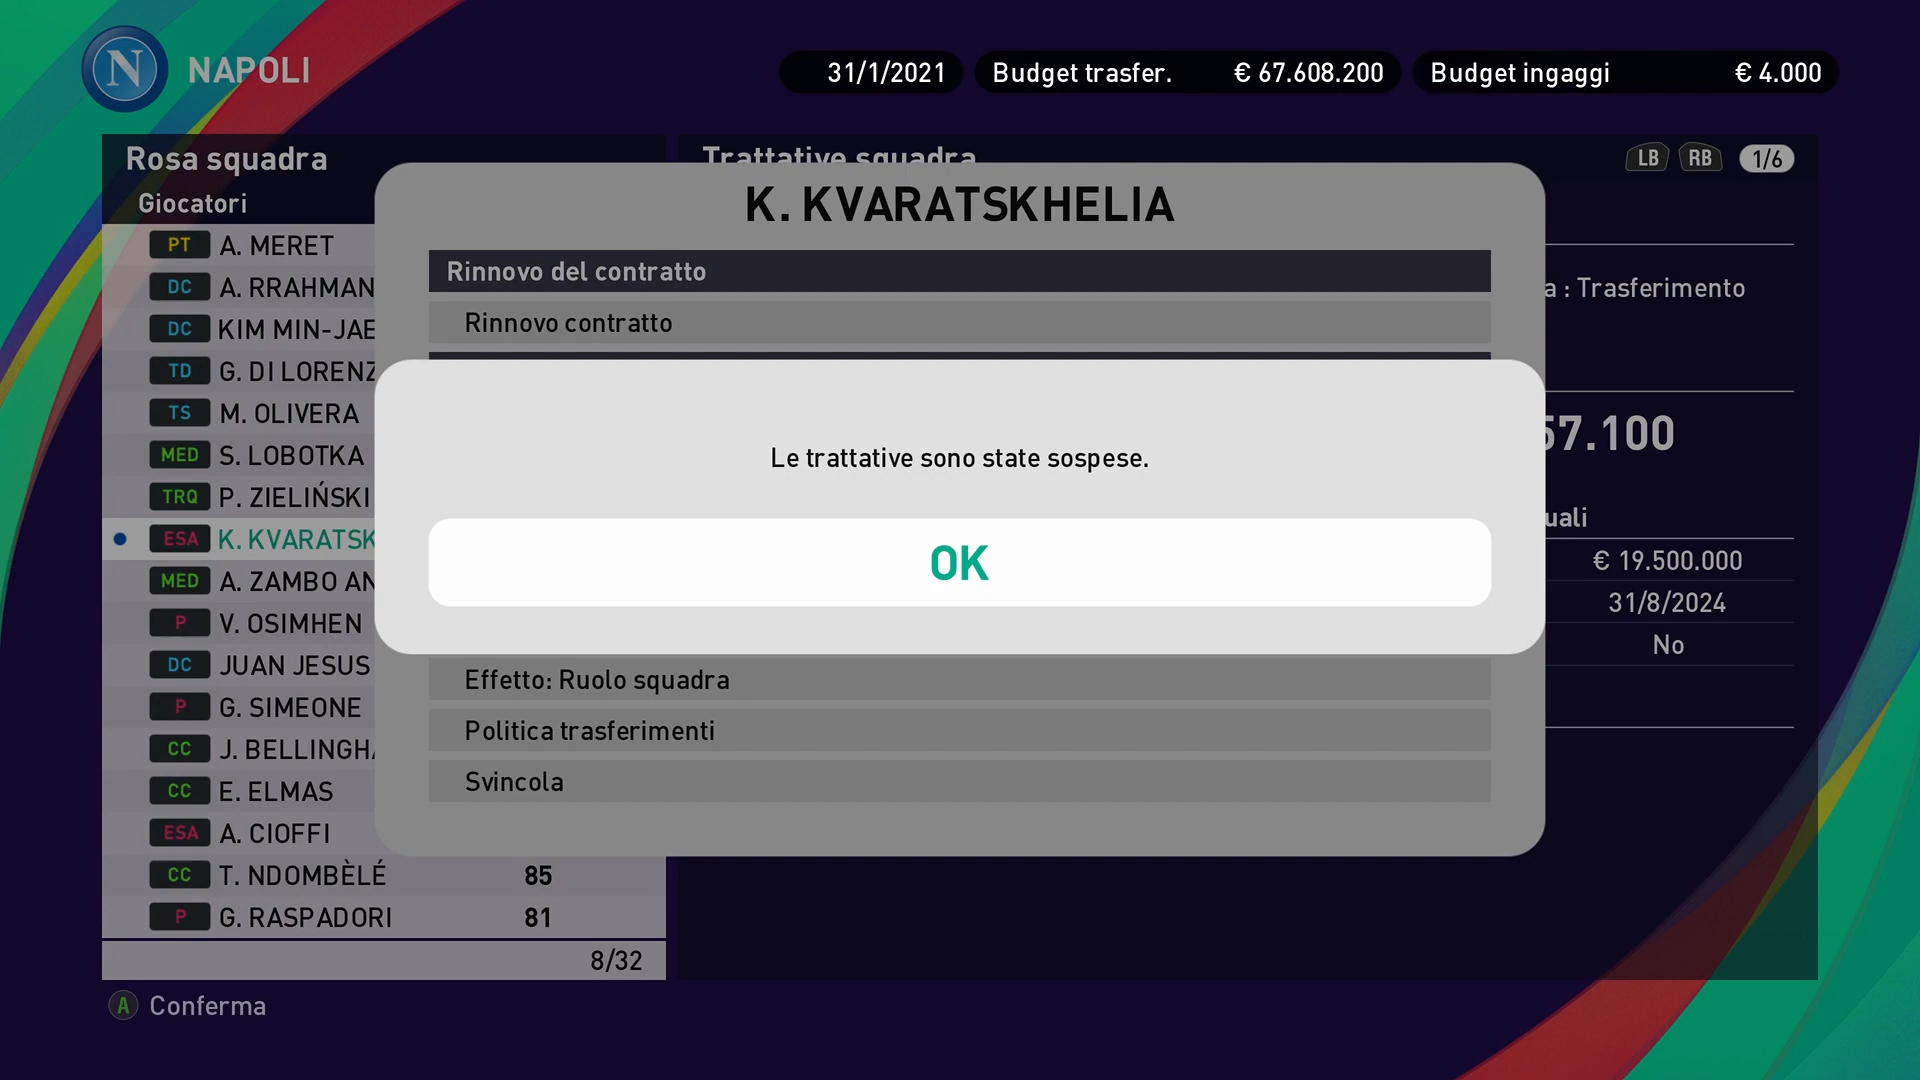 N NAPOLI
31/1/2021 Budget trasfer. € 67.608.200 Budget ingaggi € 4.000
Rosa squadra
Trattative squadra
LB RB 1/6
Giocatori
K. KVARATSKHELIA
PT A. MERET
DC A. RRAHMAN
DC KIM MIN-JAE
TD G. DI LORENZ
TS M. OLIVERA
MED S. LOBOTKA
TRQ P. ZIELIŃSKI
ESA K. KVARATSK
MED A. ZAMBO AN
P V. OSIMHEN
DC JUAN JESUS
P G. SIMEONE
CC J. BELLINGHA
CC E. ELMAS
ESA A. CIOFFI
CC T. NDOMBÈLÉ 85
P G. RASPADORI 81
8/32
Rinnovo del contratto
Rinnovo contratto
Le trattative sono state sospese.
OK
Effetto: Ruolo squadra
Politica trasferimenti
Svincola
a : Trasferimento
57.100
uali
€ 19.500.000
31/8/2024
No
A Conferma